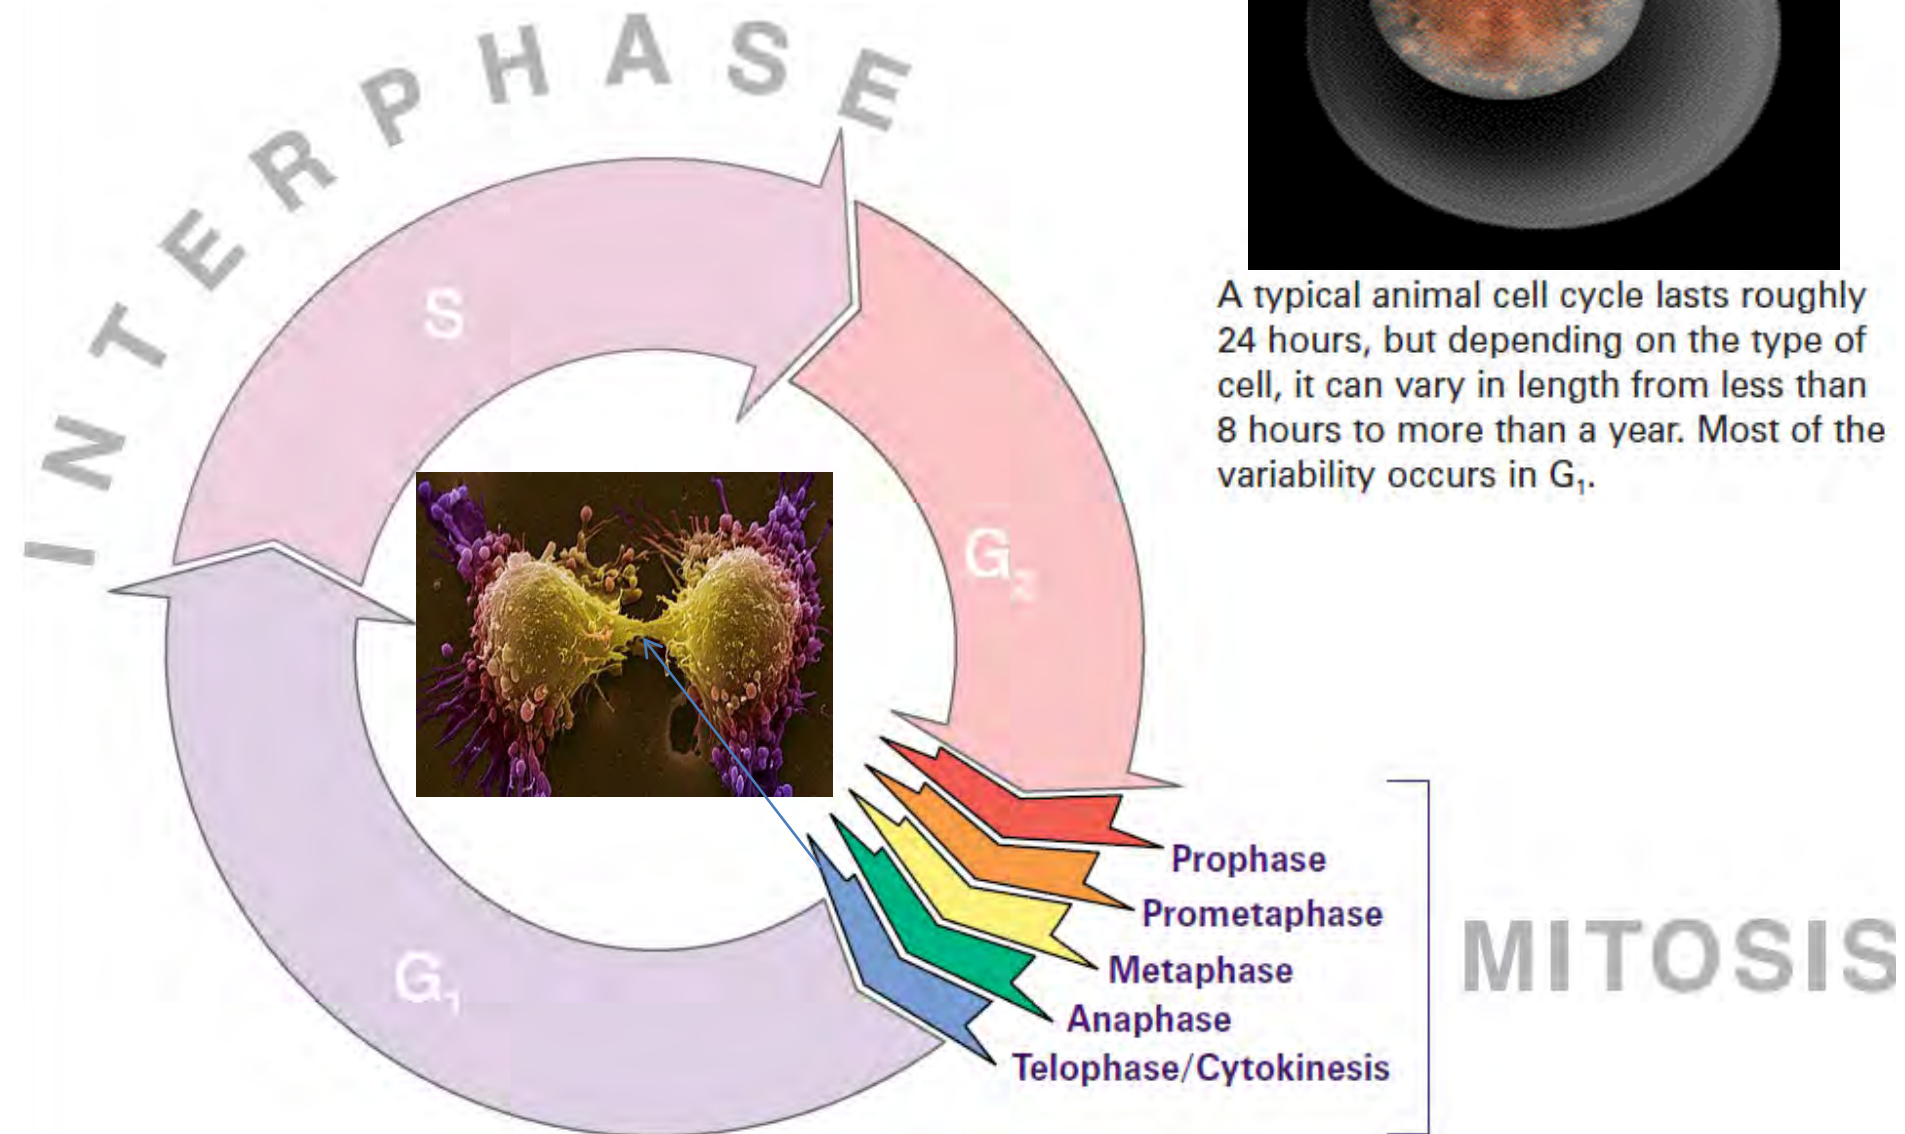 INTERPHASE
S
G₂
G₁
A typical animal cell cycle lasts roughly
24 hours, but depending on the type of
cell, it can vary in length from less than
8 hours to more than a year. Most of the
variability occurs in G₁.
Prophase
Prometaphase
Metaphase
Anaphase
Telophase/Cytokinesis
MITOSIS